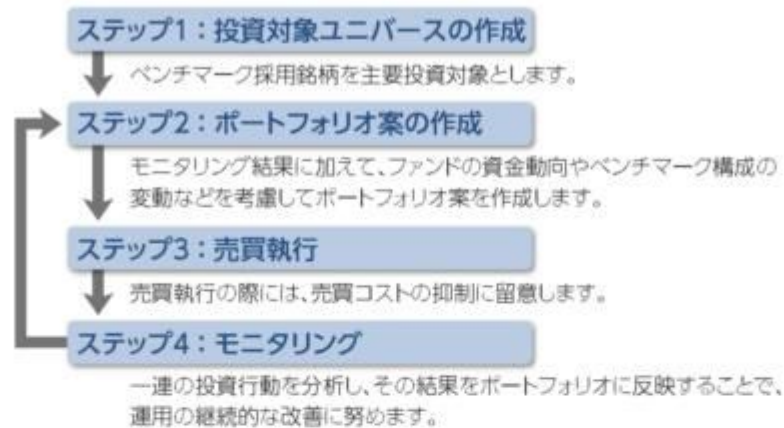 ステップ1：投資対象ユニバースの作成
ベンチマーク採用銘柄を主要投資対象とします。
ステップ2：ポートフォリオ案の作成
モニタリング結果に加えて、ファンドの資金動向やベンチマーク構成の
変動などを考慮してポートフォリオ案を作成します。
ステップ3：売買執行
売買執行の際には、売買コストの抑制に留意します。
ステップ4：モニタリング
一連の投資行動を分析し、その結果をポートフォリオに反映することで、
運用の継続的な改善に努めます。